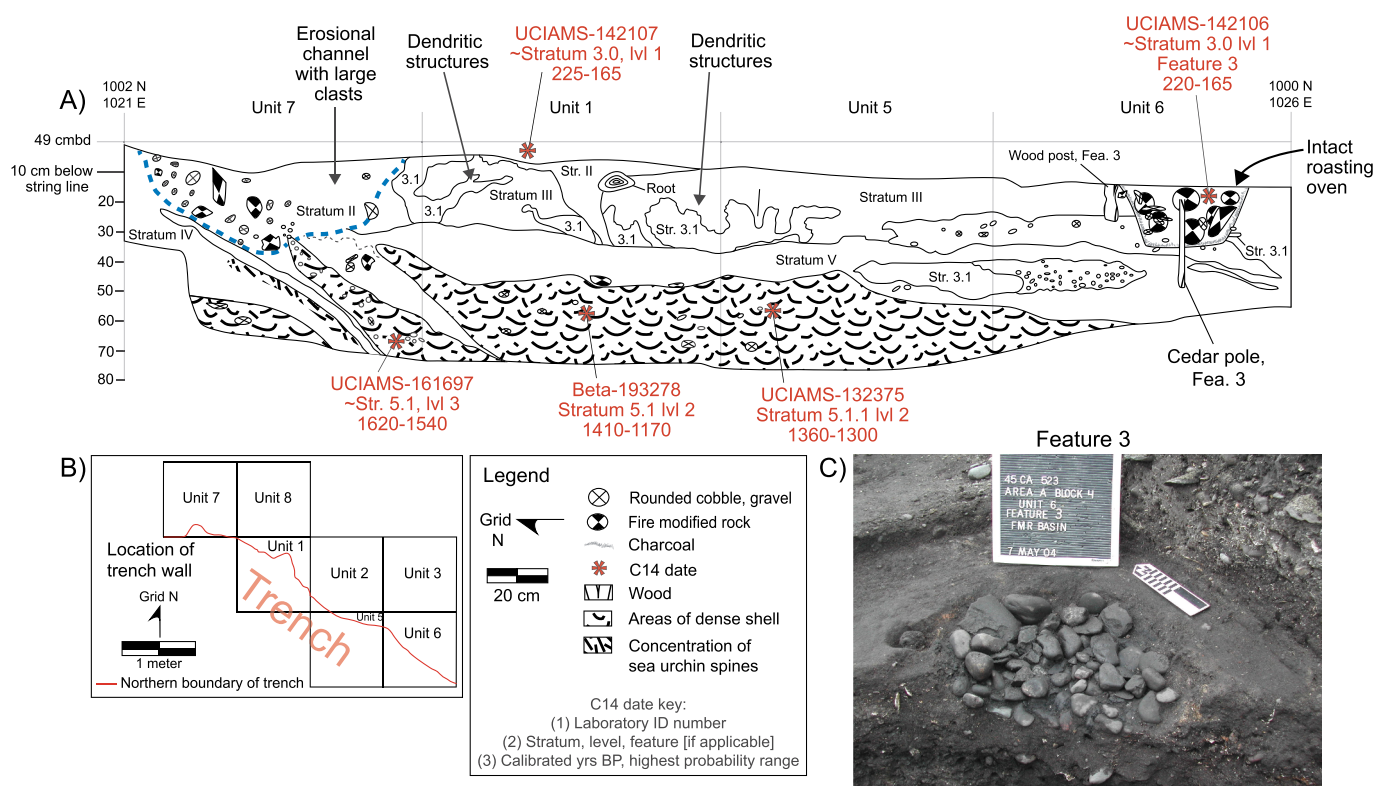 A)
1002 N
1021 E
Unit 7
Erosional
channel
with large
clasts
Dendritic
structures
UCIAMS-142107
~Stratum 3.0, lvl 1
225-165
Unit 1
Dendritic
structures
Unit 5
UCIAMS-142106
~Stratum 3.0 lvl 1
Feature 3
220-165
Unit 6
1000 N
1026 E
49 cmbd
10 cm below
string line
20
30
40
50
60
70
80
Stratum IV
Stratum II
3.1
3.1
Stratum III
Str. II
3.1
3.1
Root
Str. 3.1
Stratum III
Stratum V
Str. 3.1
Wood post, Fea. 3
Intact
roasting
oven
Str. 3.1
Cedar pole,
Fea. 3
UCIAMS-161697
~Str. 5.1, lvl 3
1620-1540
Beta-193278
Stratum 5.1 lvl 2
1410-1170
UCIAMS-132375
Stratum 5.1.1 lvl 2
1360-1300
B)
Unit 7
Unit 8
Unit 1
Unit 2
Unit 3
Unit 5
Unit 6
Trench
Location of
trench wall
Grid N
1 meter
Northern boundary of trench
Legend
Grid
N
20 cm
Rounded cobble, gravel
Fire modified rock
Charcoal
C14 date
Wood
Areas of dense shell
Concentration of
sea urchin spines
C14 date key:
(1) Laboratory ID number
(2) Stratum, level, feature [if applicable]
(3) Calibrated yrs BP, highest probability range
C)
Feature 3
45 CA 523
AREA A BLOCK 4
UNIT 6
FEATURE 3
FMR BASIN
7 MAY 04